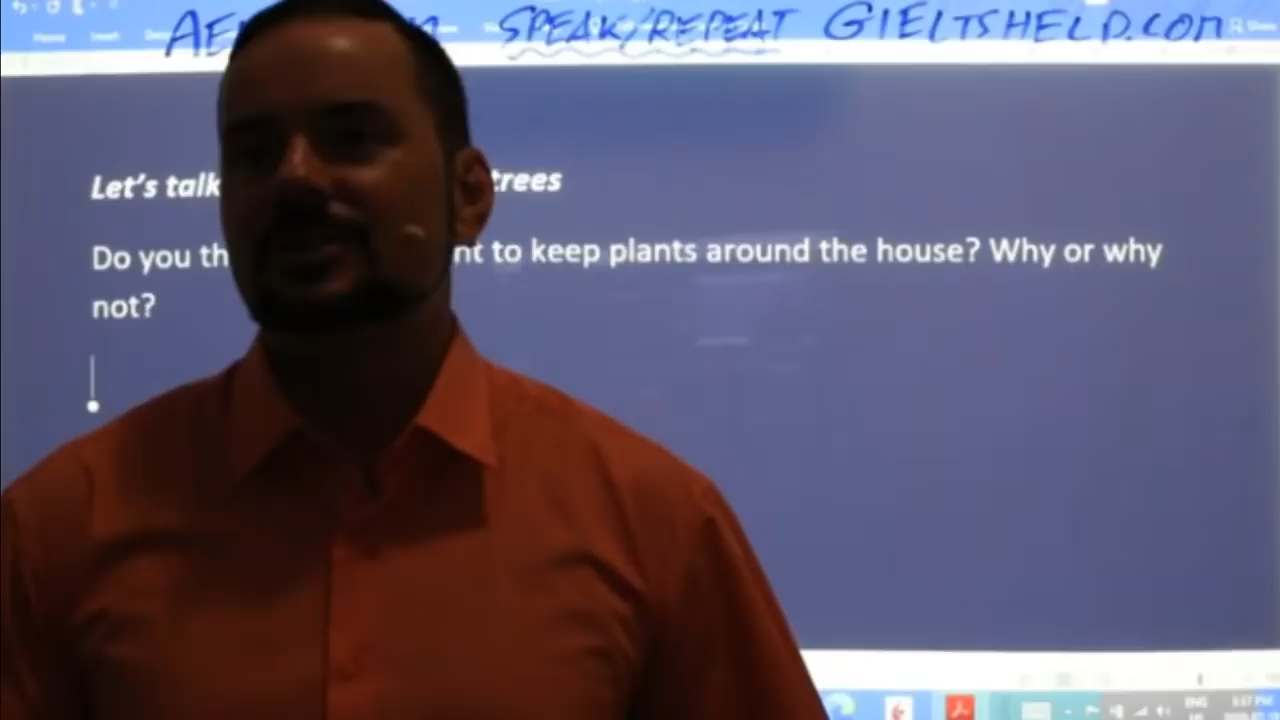 SPEAK/REPEAT GIELTSHELP.COM
Let's talk trees
Do you th nt to keep plants around the house? Why or why
not?
ENG